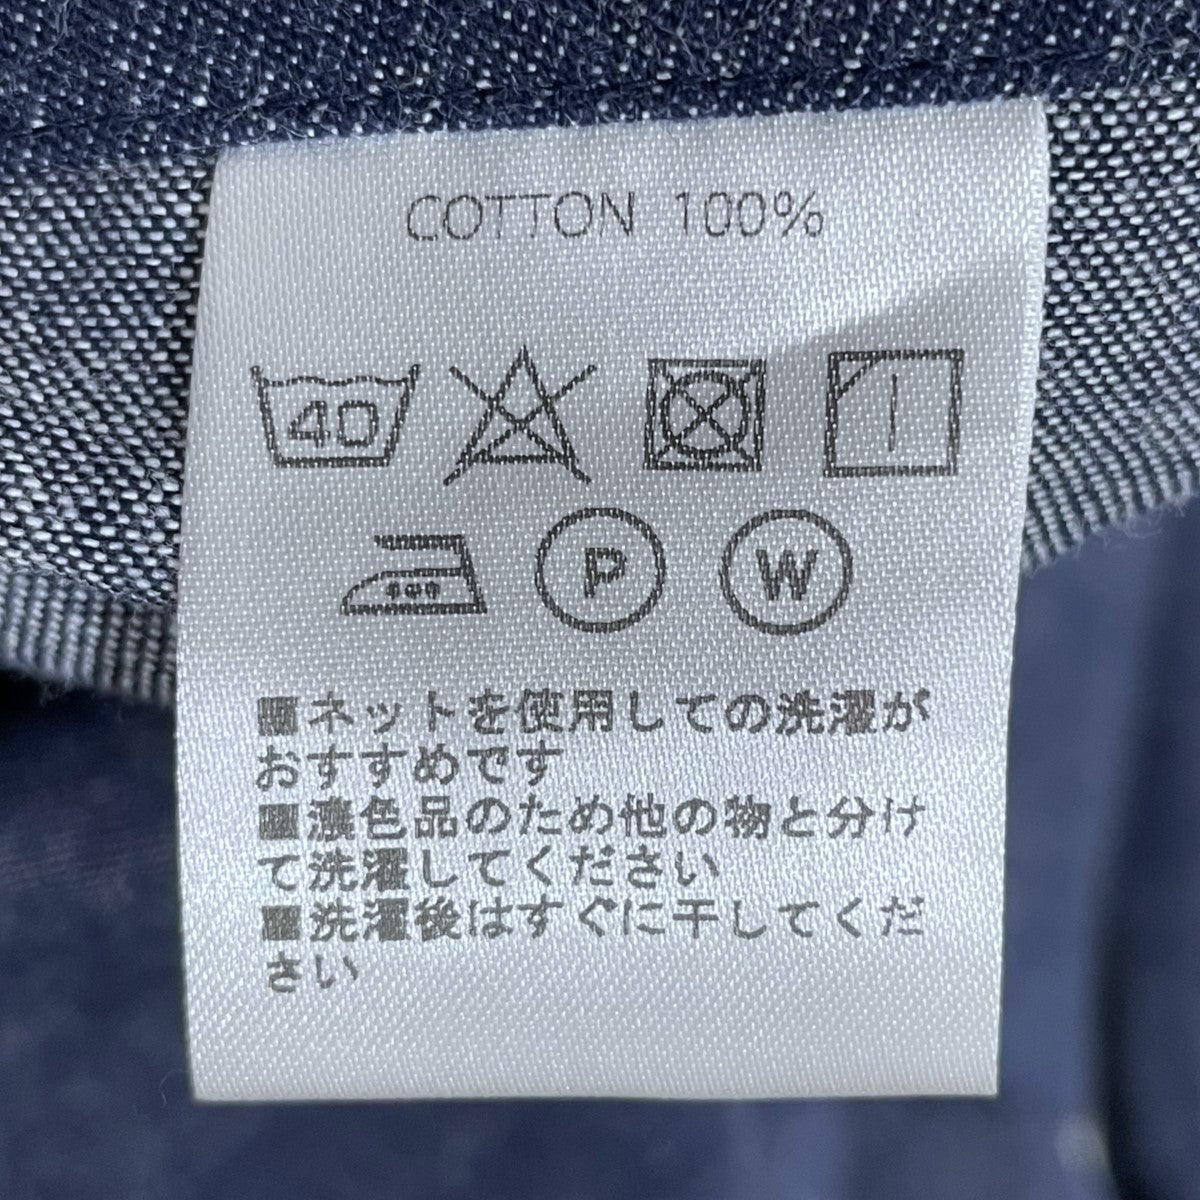 COTTON 100%
40
P W
■ネットを使用しての洗濯が
おすすめです
■濃色品のため他の物と分け
て洗濯してください
■洗濯後はすぐに干してくだ
さい